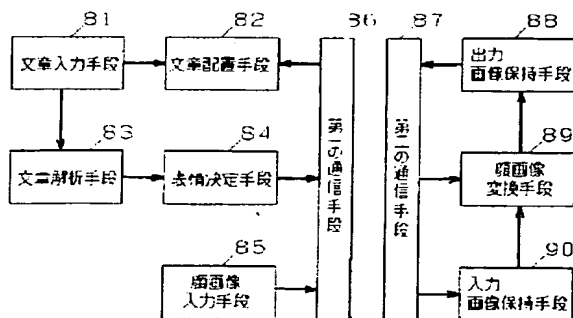 81
文章入力手段
82
文章配置手段
83
文章解析手段
84
表情決定手段
85
顔画像
入力手段
86
第一の通信手段
87
第二の通信手段
88
出力
画像保持手段
89
顔画像
変換手段
90
入力
画像保持手段